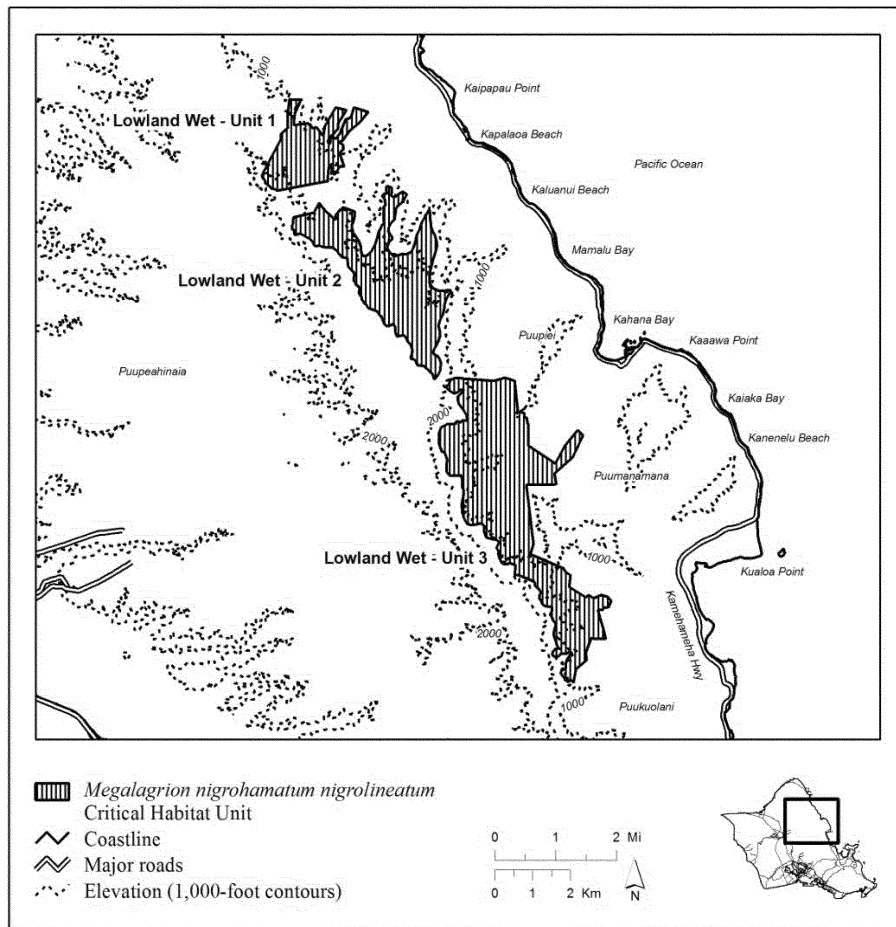 1000
Kaipapau Point
Lowland Wet - Unit 1
Kapalaoa Beach
Pacific Ocean
Kaluanui Beach
Mamalu Bay
Lowland Wet - Unit 2
1000
Kahana Bay
Puupiei
Kaaawa Point
Puupeahinaia
Kaiaka Bay
2000
2000
Kanenelu Beach
Puumanamana
Lowland Wet - Unit 3
1000
Kualoa Point
Kamehameha Hwy
2000
1000
Puukuolani
Megalagrion nigrohamatum nigrolineatum
Critical Habitat Unit
Coastline
Major roads
Elevation (1,000-foot contours)
0 1 2 Mi
0 1 2 Km
N